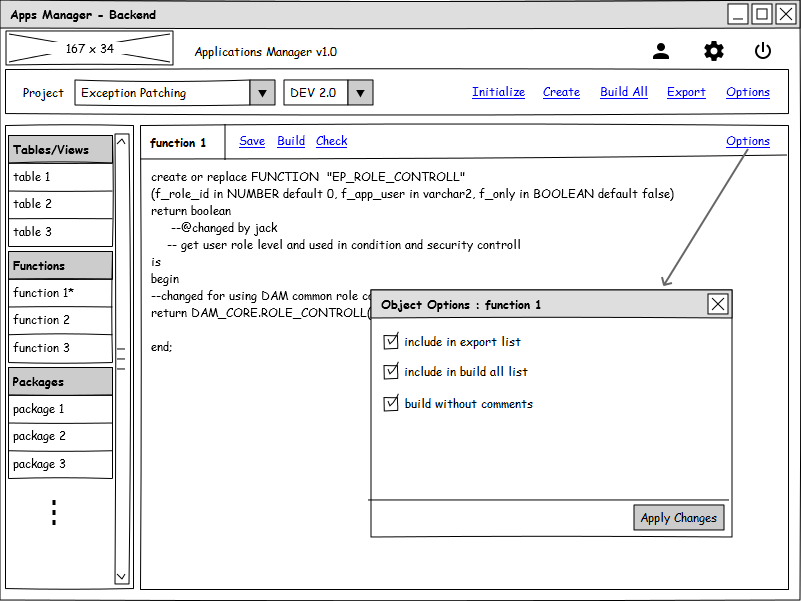 Apps Manager - Backend
167 x 34
Applications Manager v1.0
Project
Exception Patching
DEV 2.0
Initialize
Create
Build All
Export
Options
Tables/Views
table 1
table 2
table 3
Functions
function 1*
function 2
function 3
Packages
package 1
package 2
package 3
function 1
Save
Build
Check
Options
create or replace FUNCTION "EP_ROLE_CONTROLL"
(f_role_id in NUMBER default 0, f_app_user in varchar2, f_only in BOOLEAN default false)
return boolean
--@changed by jack
-- get user role level and used in condition and security controll
is
begin
--changed for using DAM common role
return DAM_CORE.ROLE_CONTROLL(
end;
Object Options : function 1
include in export list
include in build all list
build without comments
Apply Changes